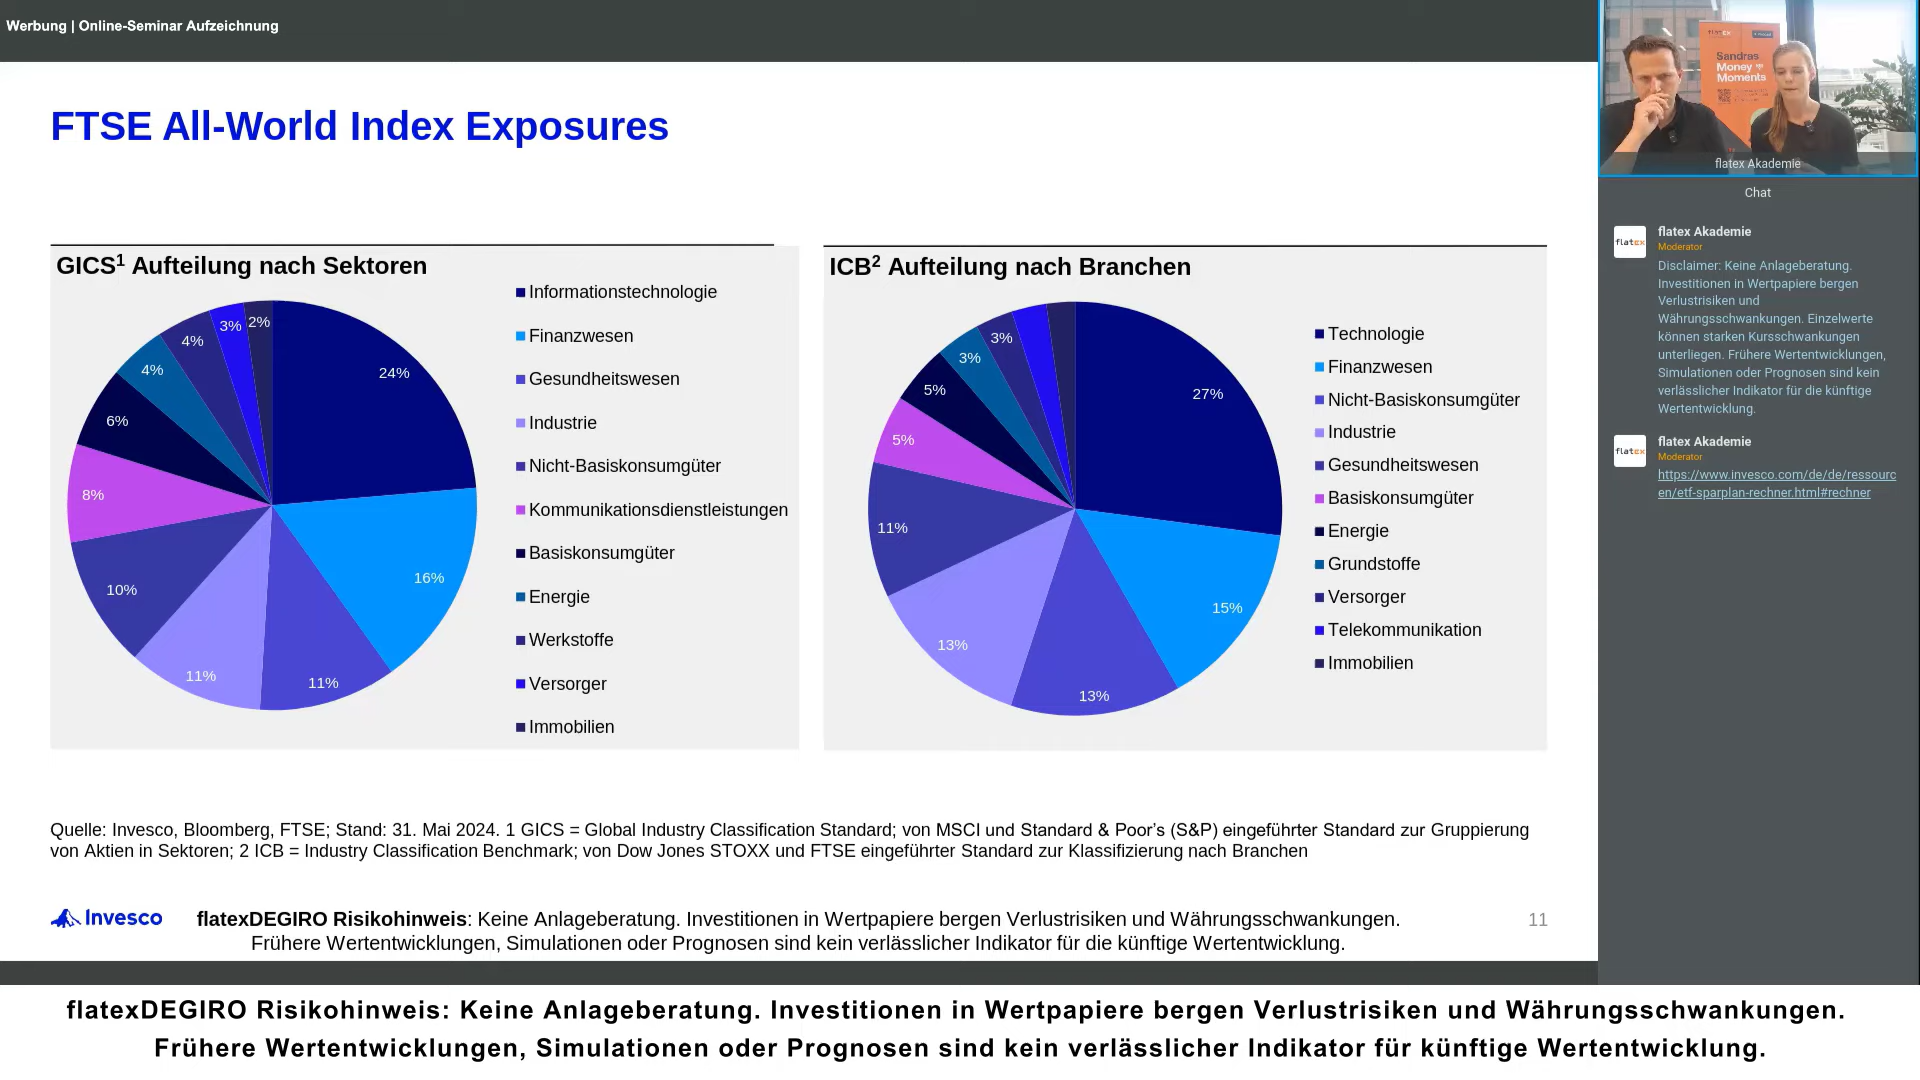 Werbung | Online-Seminar Aufzeichnung
FTSE All-World Index Exposures
GICS1 Aufteilung nach Sektoren
24%
16%
11%
11%
10%
8%
6%
4%
4%
3%
2%
Informationstechnologie
Finanzwesen
Gesundheitswesen
Industrie
Nicht-Basiskonsumgüter
Kommunikationsdienstleistungen
Basiskonsumgüter
Energie
Werkstoffe
Versorger
Immobilien
ICB2 Aufteilung nach Branchen
27%
15%
13%
13%
11%
5%
5%
3%
3%
Technologie
Finanzwesen
Nicht-Basiskonsumgüter
Industrie
Gesundheitswesen
Basiskonsumgüter
Energie
Grundstoffe
Versorger
Telekommunikation
Immobilien
Quelle: Invesco, Bloomberg, FTSE; Stand: 31. Mai 2024. 1 GICS = Global Industry Classification Standard; von MSCI und Standard & Poor’s (S&P) eingeführter Standard zur Gruppierung
von Aktien in Sektoren; 2 ICB = Industry Classification Benchmark; von Dow Jones STOXX und FTSE eingeführter Standard zur Klassifizierung nach Branchen
Invesco
flatexDEGIRO Risikohinweis: Keine Anlageberatung. Investitionen in Wertpapiere bergen Verlustrisiken und Währungsschwankungen.
Frühere Wertentwicklungen, Simulationen oder Prognosen sind kein verlässlicher Indikator für die künftige Wertentwicklung.
11
Sandras
Money
Moments
flatex Akademie
Chat
flatex
flatex Akademie
Moderator
Disclaimer: Keine Anlageberatung.
Investitionen in Wertpapiere bergen
Verlustrisiken und
Währungsschwankungen. Einzelwerte
können starken Kursschwankungen
unterliegen. Frühere Wertentwicklungen,
Simulationen oder Prognosen sind kein
verlässlicher Indikator für die künftige
Wertentwicklung.
flatex
flatex Akademie
Moderator
https://www.invesco.com/de/de/ressourc
en/etf-sparplan-rechner.html#rechner
flatexDEGIRO Risikohinweis: Keine Anlageberatung. Investitionen in Wertpapiere bergen Verlustrisiken und Währungsschwankungen.
Frühere Wertentwicklungen, Simulationen oder Prognosen sind kein verlässlicher Indikator für künftige Wertentwicklung.